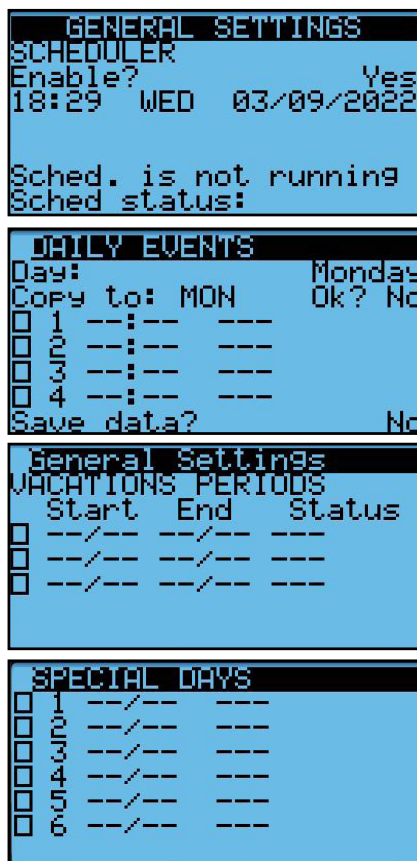 GENERAL SETTINGS
SCHEDULER
Enable? Yes
18:29 WED 03/09/2022
Sched. is not running
Sched status:
DAILY EVENTS
Day: Monday
Copy to: MON Ok? No
1 --:-- ---
2 --:-- ---
3 --:-- ---
4 --:-- ---
Save data? No
General Settings
VACATIONS PERIODS
Start End Status
--/-- --/-- ---
--/-- --/-- ---
--/-- --/-- ---
SPECIAL DAYS
1 --/-- ---
2 --/-- ---
3 --/-- ---
4 --/-- ---
5 --/-- ---
6 --/-- ---